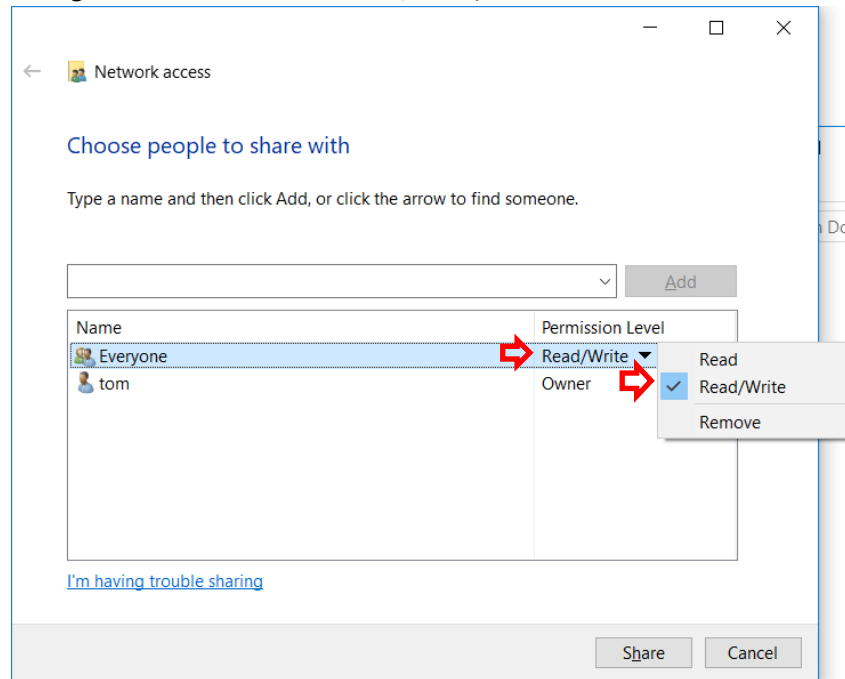 Network access
Choose people to share with
Type a name and then click Add, or click the arrow to find someone.
Add
Name Permission Level
Everyone Read/Write
tom Owner
Read
Read/Write
Remove
I'm having trouble sharing
Share Cancel